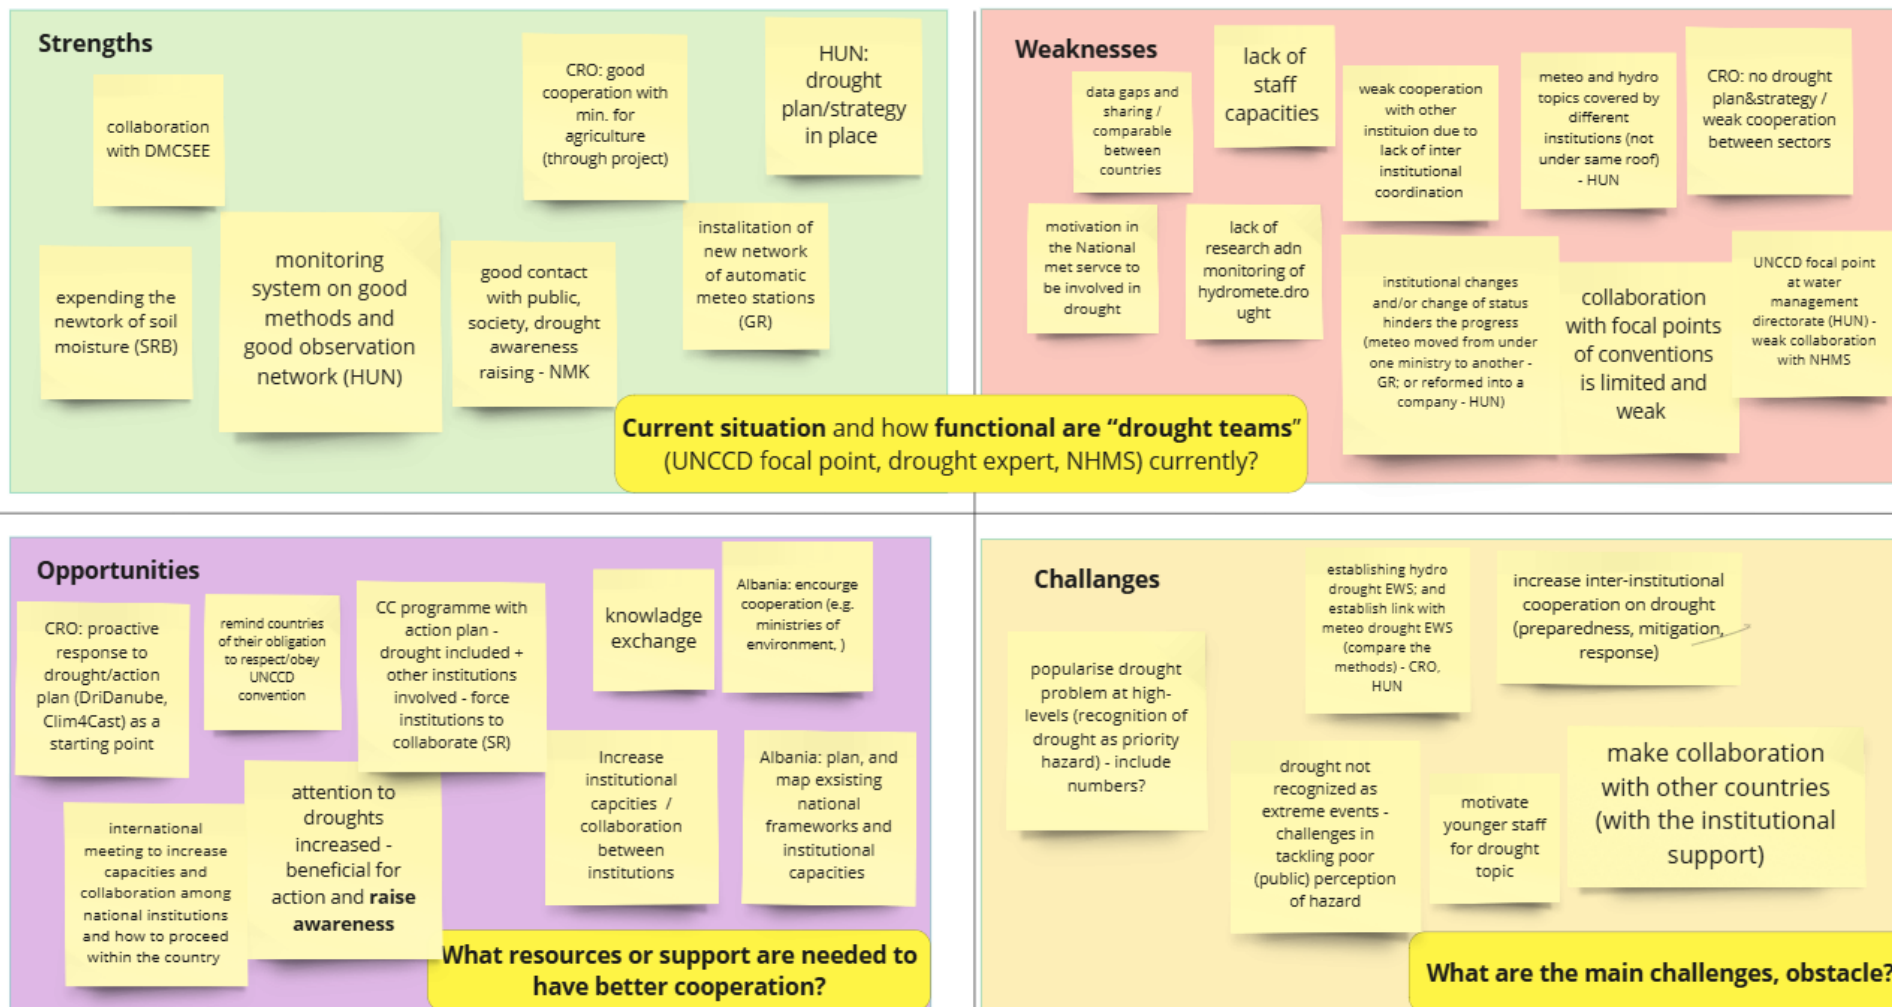 Strengths
collaboration
with DMCSEE
CRO: good
cooperation with
min. for
agriculture
(through project)
HUN:
drought
plan/strategy
in place
expending the
newtork of soil
moisture (SRB)
monitoring
system on good
methods and
good observation
network (HUN)
good contact
with public,
society, drought
awareness
raising - NMK
instalitation of
new network
of automatic
meteo stations
(GR)
Weaknesses
data gaps and
sharing /
comparable
between
countries
lack of
staff
capacities
weak cooperation
with other
instituion due to
lack of inter
institutional
coordination
meteo and hydro
topics covered by
different
institutions (not
under same roof)
- HUN
CRO: no drought
plan&strategy /
weak cooperation
between sectors
motivation in
the National
met servce to
be involved in
drought
lack of
research adn
monitoring of
hydromete.dro
ught
institutional changes
and/or change of status
hinders the progress
(meteo moved from under
one ministry to another -
GR; or reformed into a
company - HUN)
collaboration
with focal points
of conventions
is limited and
weak
UNCCD focal point
at water
management
directorate (HUN) -
weak collaboration
with NHMS
Current situation and how functional are “drought teams”
(UNCCD focal point, drought expert, NHMS) currently?
Opportunities
CRO: proactive
response to
drought/action
plan (DriDanube,
Clim4Cast) as a
starting point
remind countries
of their obligation
to respect/obey
UNCCD
convention
CC programme with
action plan -
drought included +
other institutions
involved - force
institutions to
collaborate (SR)
knowladge
exchange
Albania: encourge
cooperation (e.g.
ministries of
environment, )
international
meeting to increase
capacities and
collaboration among
national institutions
and how to proceed
within the country
attention to
droughts
increased -
beneficial for
action and raise
awareness
Increase
institutional
capcities /
collaboration
between
institutions
Albania: plan, and
map exsisting
national
frameworks and
institutional
capacities
What resources or support are needed to
have better cooperation?
Challanges
popularise drought
problem at high-
levels (recognition of
drought as priority
hazard) - include
numbers?
establishing hydro
drought EWS; and
establish link with
meteo drought EWS
(compare the
methods) - CRO,
HUN
increase inter-institutional
cooperation on drought
(preparedness, mitigation,
response)
drought not
recognized as
extreme events -
challenges in
tackling poor
(public) perception
of hazard
motivate
younger staff
for drought
topic
make collaboration
with other countries
(with the institutional
support)
What are the main challenges, obstacle?